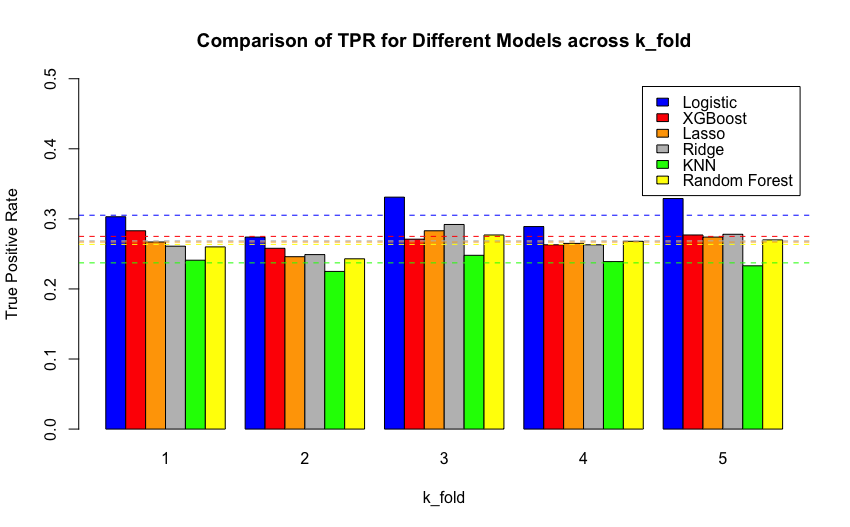 Comparison of TPR for Different Models across k_fold
True Positive Rate
0.5
0.4
0.3
0.2
0.1
0.0
Logistic
XGBoost
Lasso
Ridge
KNN
Random Forest
1 2 3 4 5
k_fold